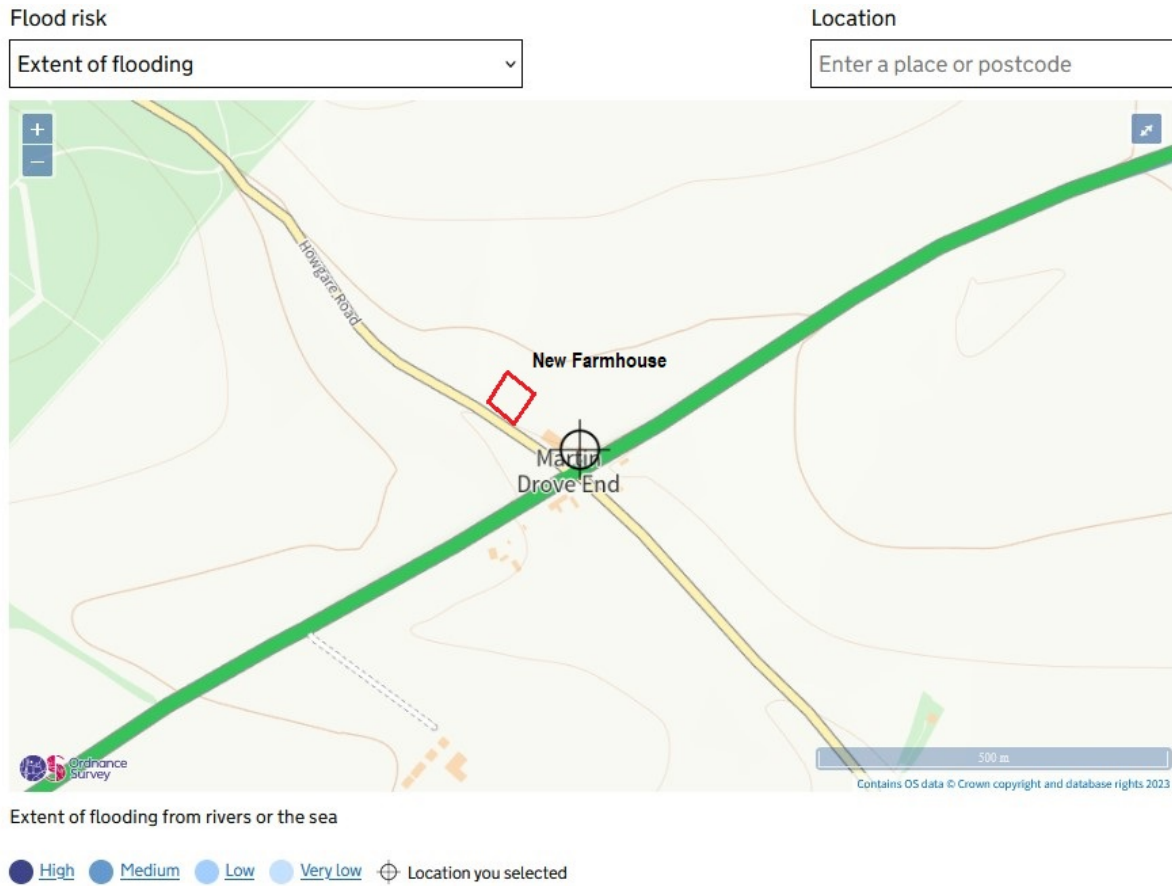 Flood risk
Location
Extent of flooding
Enter a place or postcode
+
−
Howgare Road
New Farmhouse
Martin
Drove End
Ordnance
Survey
500 m
Contains OS data © Crown copyright and database rights 2023
Extent of flooding from rivers or the sea
High Medium Low Very low Location you selected